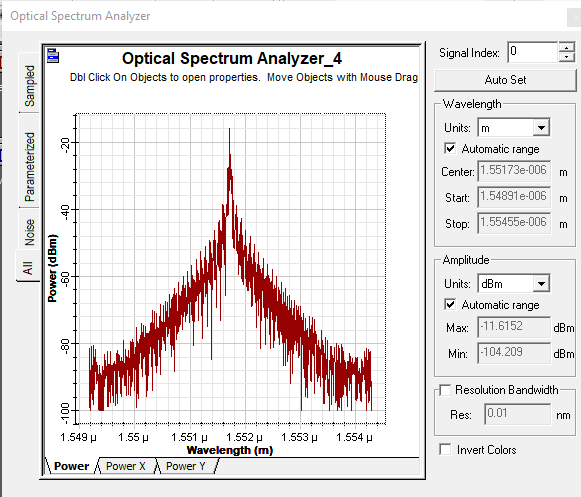 Optical Spectrum Analyzer
Optical Spectrum Analyzer_4
Dbl Click On Objects to open properties. Move Objects with Mouse Drag
Sampled
Parameterized
Noise
All
Power (dBm)
-20
-40
-60
-80
-100
1.549 µ 1.55 µ 1.551 µ 1.552 µ 1.553 µ 1.554 µ
Wavelength (m)
Power Power X Power Y
Signal Index: 0
Auto Set
Wavelength
Units: m
Automatic range
Center: 1.55173e-006 m
Start: 1.54891e-006 m
Stop: 1.55455e-006 m
Amplitude
Units: dBm
Automatic range
Max: -11.6152 dBm
Min: -104.209 dBm
Resolution Bandwidth
Res: 0.01 nm
Invert Colors